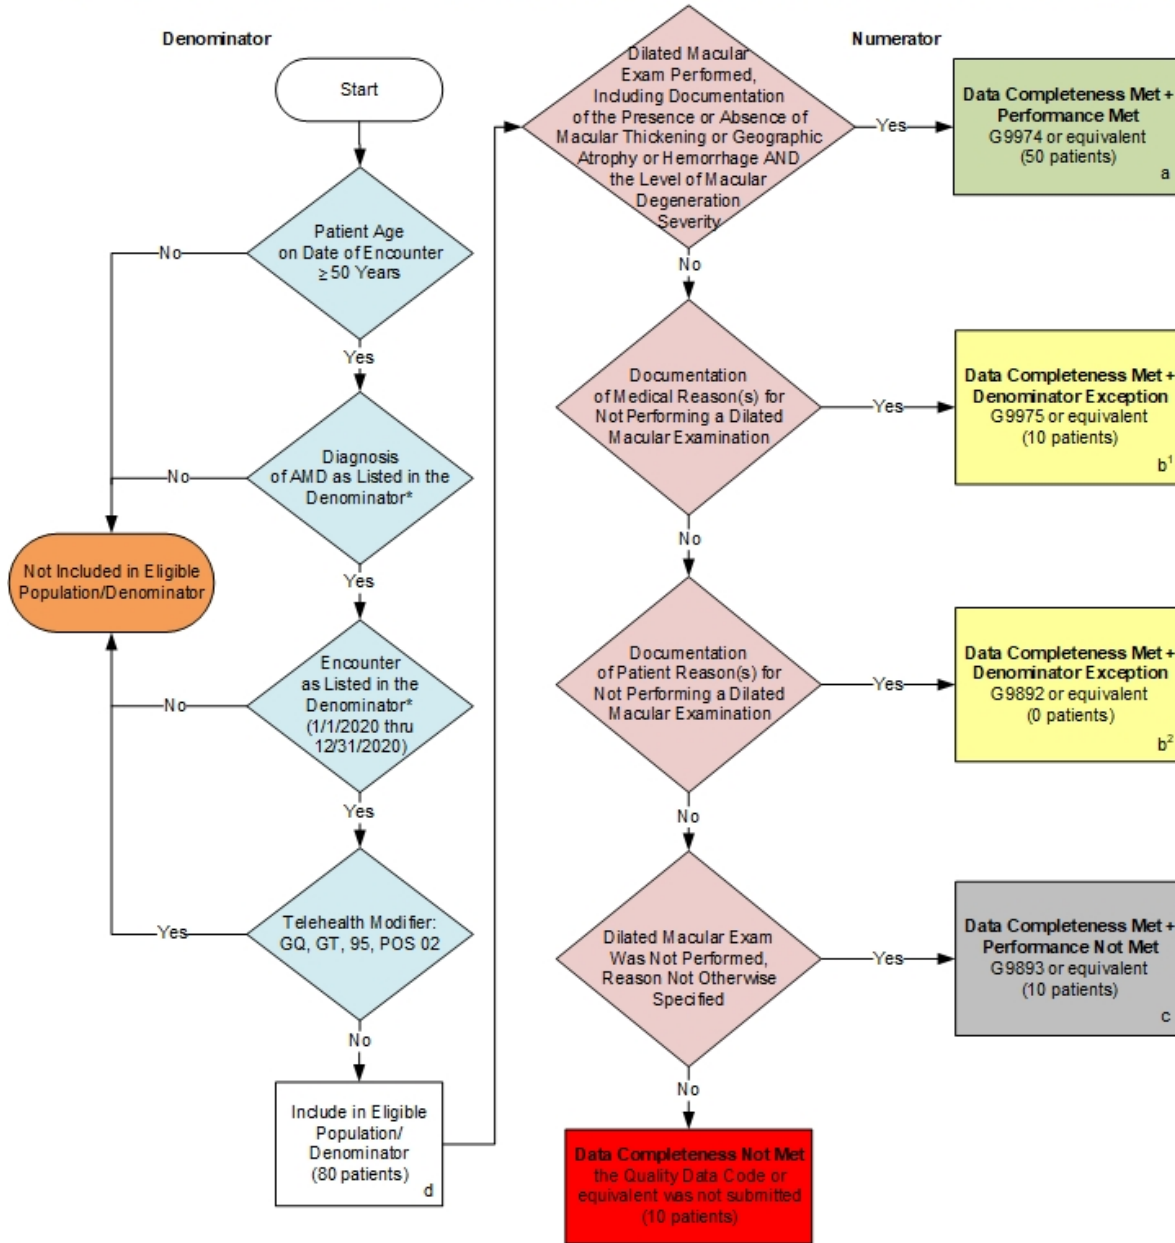 Denominator
Start
Patient Age
on Date of Encounter
≥ 50 Years
No
Yes
Diagnosis
of AMD as Listed in the
Denominator*
No
Not Included in Eligible
Population/Denominator
Yes
Encounter
as Listed in the
Denominator*
(1/1/2020 thru
12/31/2020)
No
Yes
Telehealth Modifier:
GQ, GT, 95, POS 02
Yes
No
Include in Eligible
Population/
Denominator
(80 patients)
d
Numerator
Dilated Macular
Exam Performed,
Including Documentation
of the Presence or Absence of
Macular Thickening or Geographic
Atrophy or Hemorrhage AND
the Level of Macular
Degeneration
Severity
Yes
Data Completeness Met +
Performance Met
G9974 or equivalent
(50 patients)
a
No
Documentation
of Medical Reason(s) for
Not Performing a Dilated
Macular Examination
Yes
Data Completeness Met +
Denominator Exception
G9975 or equivalent
(10 patients)
b¹
No
Documentation
of Patient Reason(s) for
Not Performing a Dilated
Macular Examination
Yes
Data Completeness Met +
Denominator Exception
G9892 or equivalent
(0 patients)
b²
No
Dilated Macular Exam
Was Not Performed,
Reason Not Otherwise
Specified
Yes
Data Completeness Met +
Performance Not Met
G9893 or equivalent
(10 patients)
c
No
Data Completeness Not Met
the Quality Data Code or
equivalent was not submitted
(10 patients)